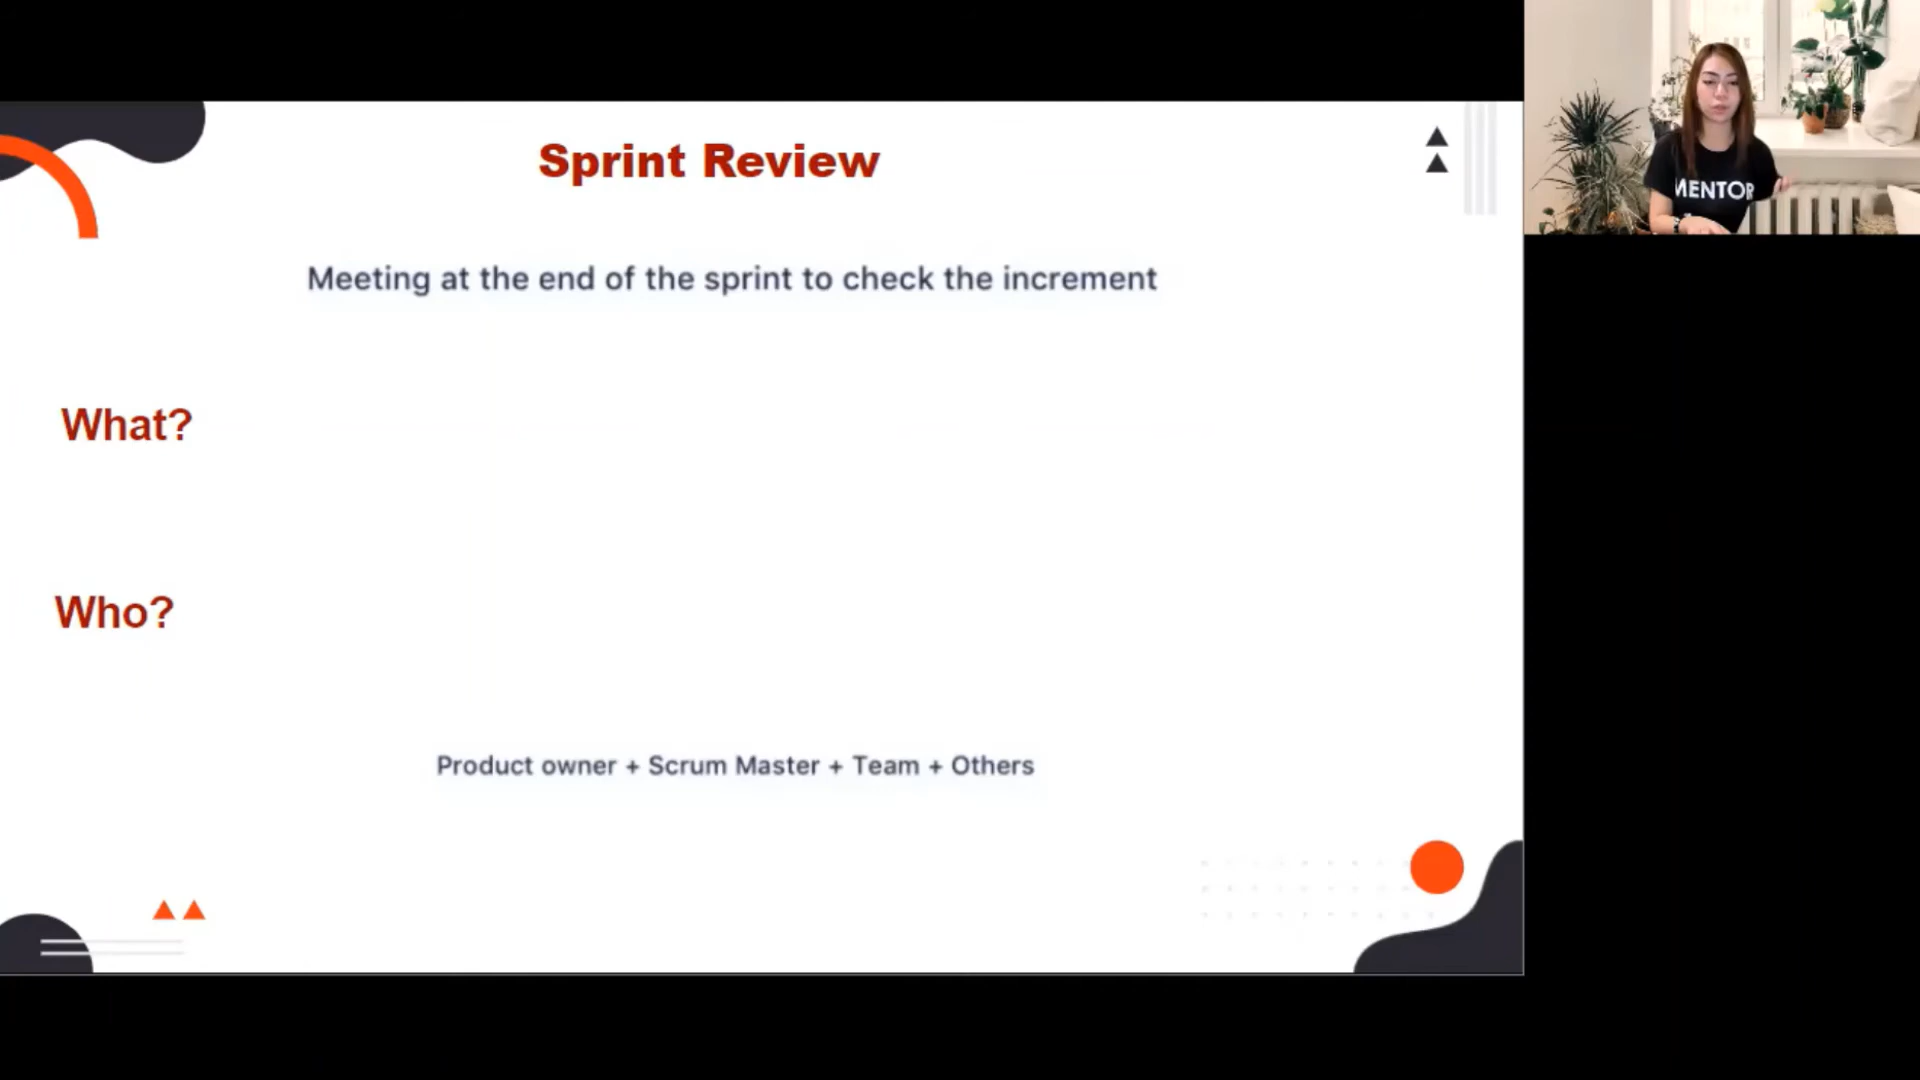 Sprint Review
MENTOR
Meeting at the end of the sprint to check the increment
What?
Who?
Product owner + Scrum Master + Team + Others